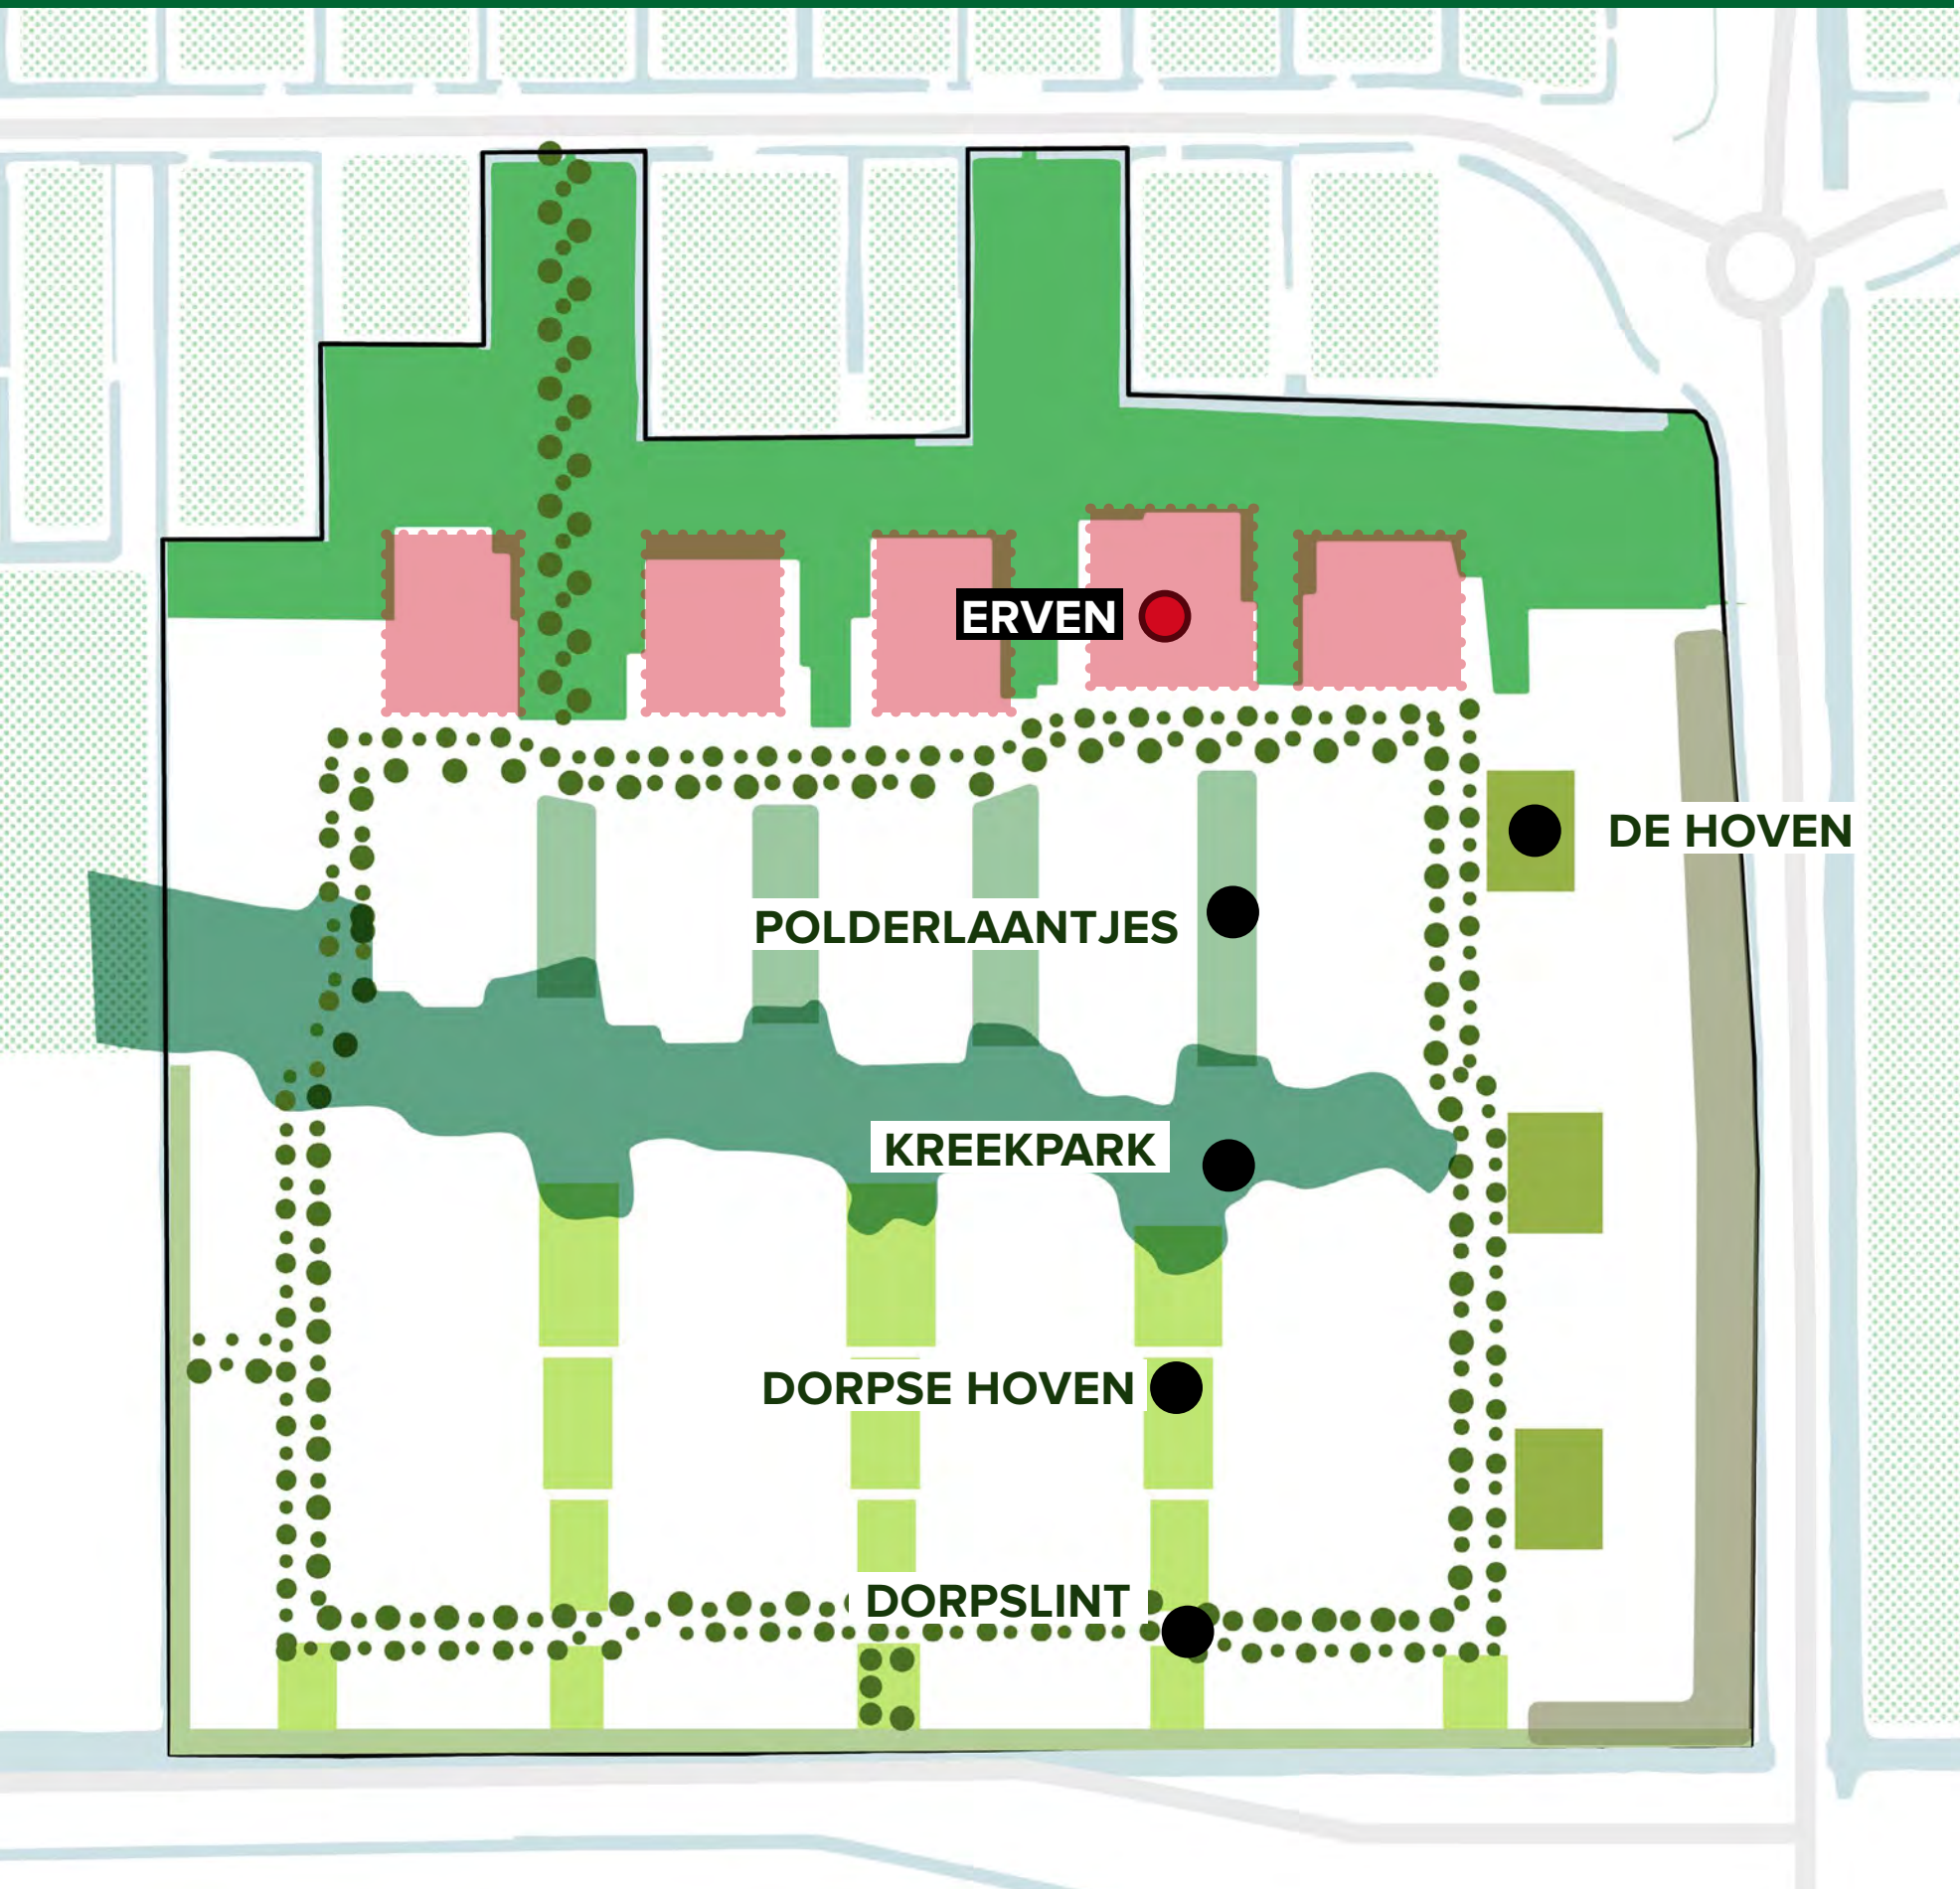 ERVEN
DE HOVEN
POLDERLAANTJES
KREEKPARK
DORPSE HOVEN
DORPSLINT